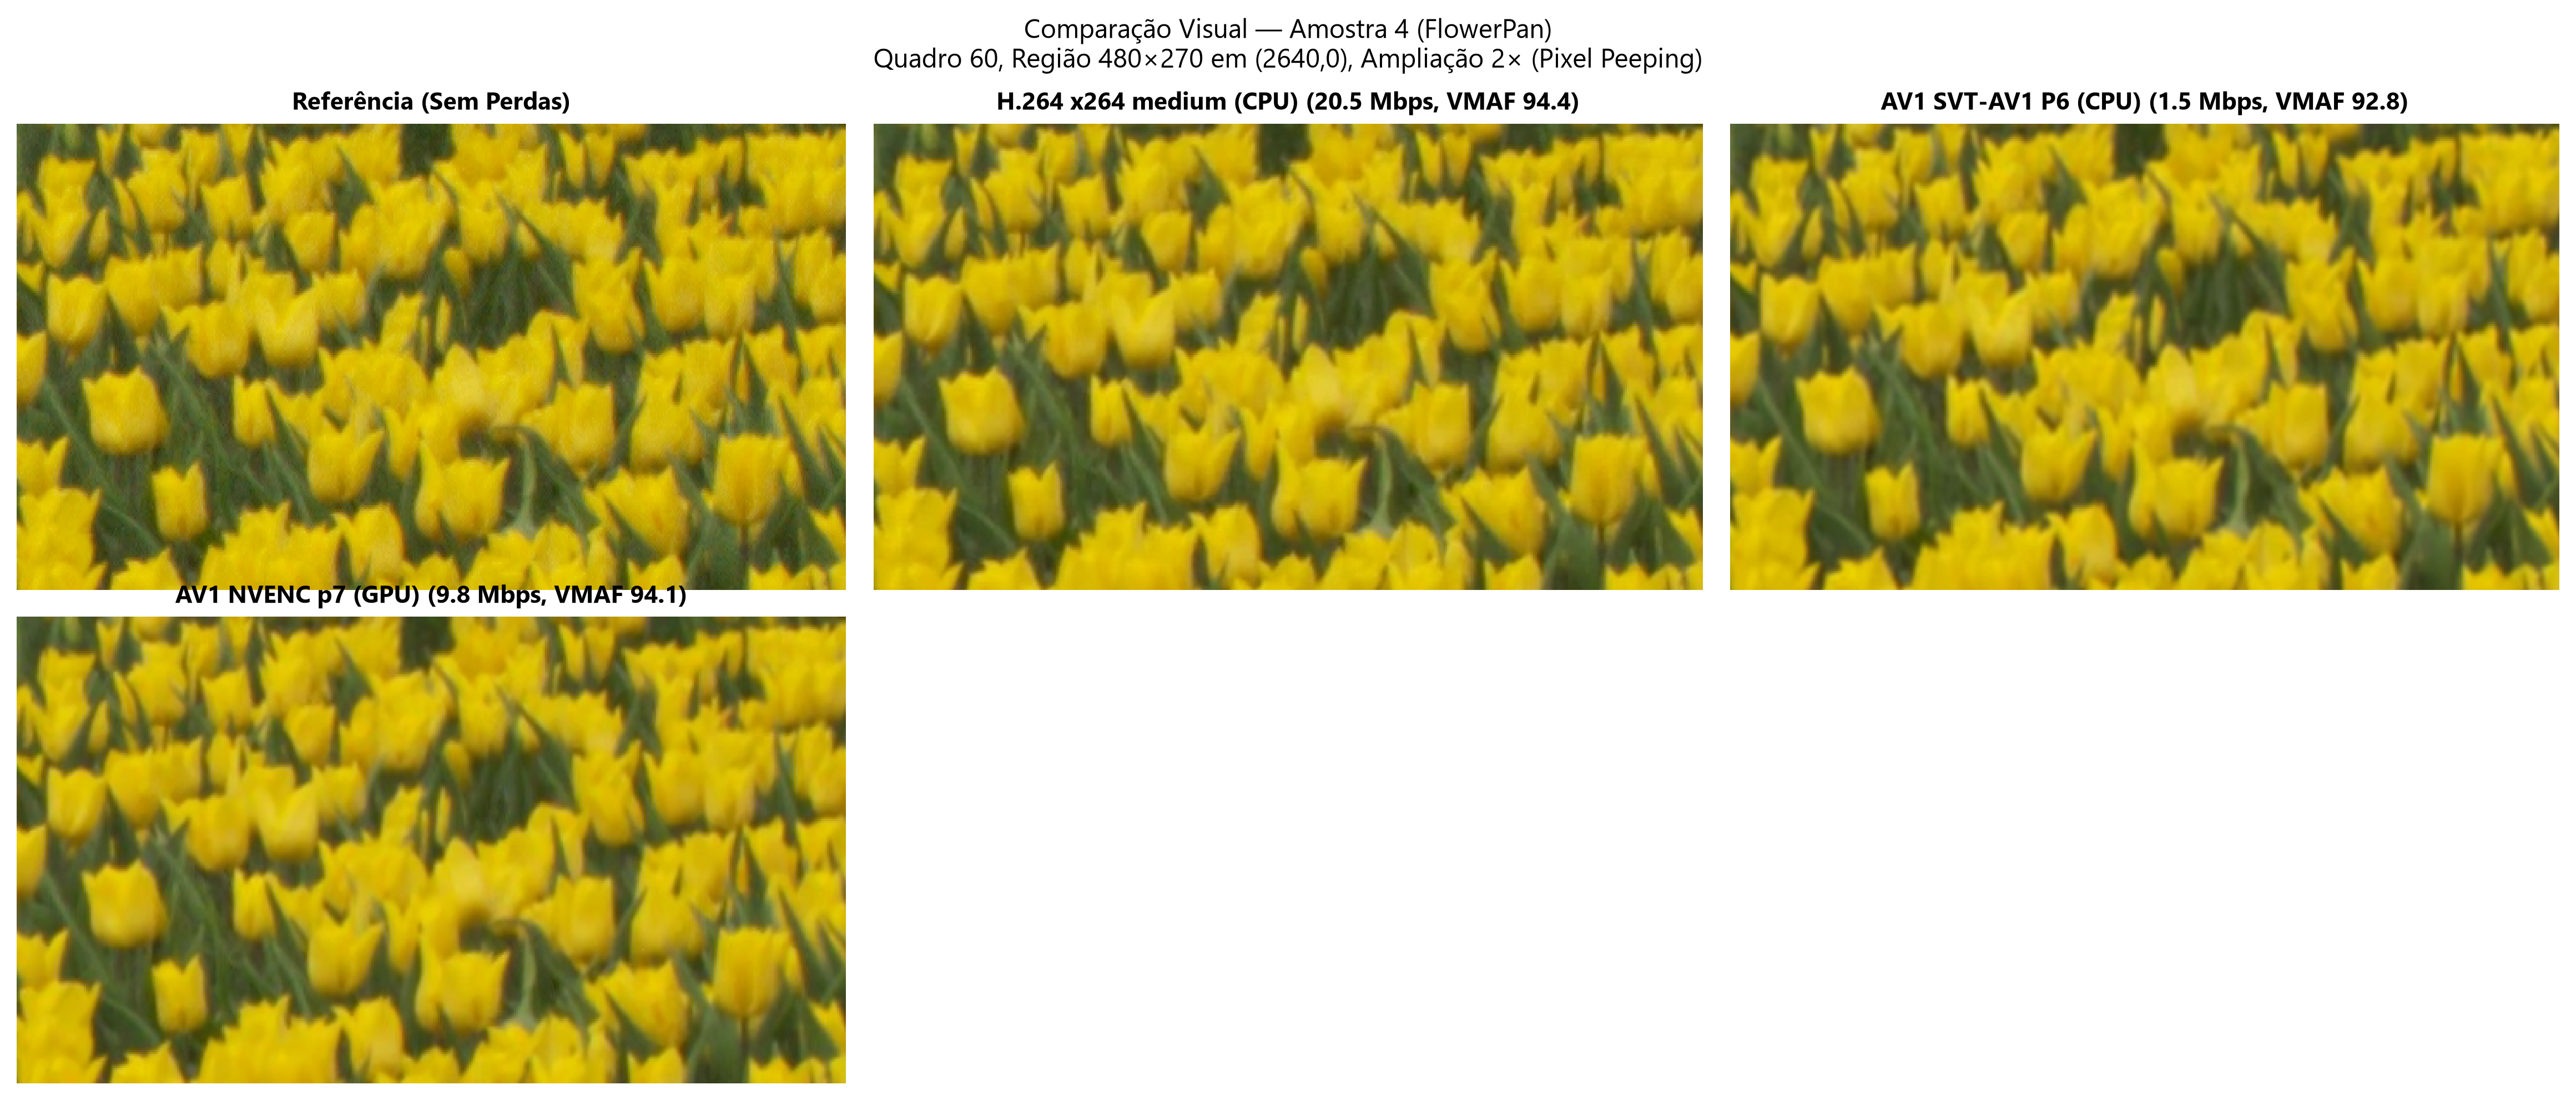 Comparação Visual — Amostra 4 (FlowerPan)
Quadro 60, Região 480×270 em (2640,0), Ampliação 2× (Pixel Peeping)
Referência (Sem Perdas)
H.264 x264 medium (CPU) (20.5 Mbps, VMAF 94.4)
AV1 SVT-AV1 P6 (CPU) (1.5 Mbps, VMAF 92.8)
AV1 NVENC p7 (GPU) (9.8 Mbps, VMAF 94.1)